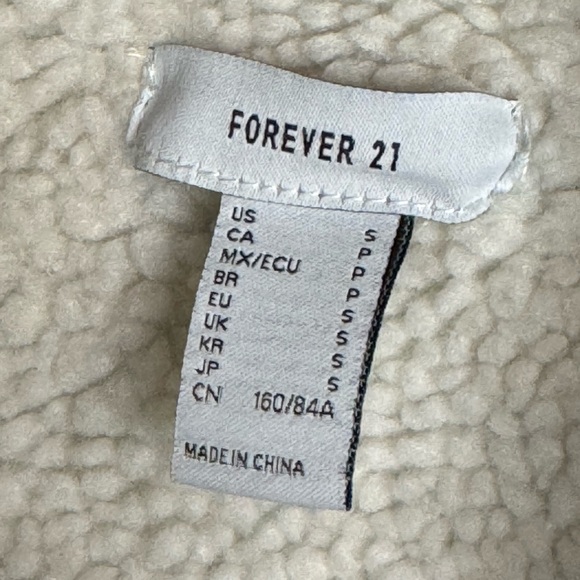 FOREVER 21
US S
CA P
MX/ECU P
BR P
EU S
UK S
KR S
JP S
CN 160/84A
MADE IN CHINA